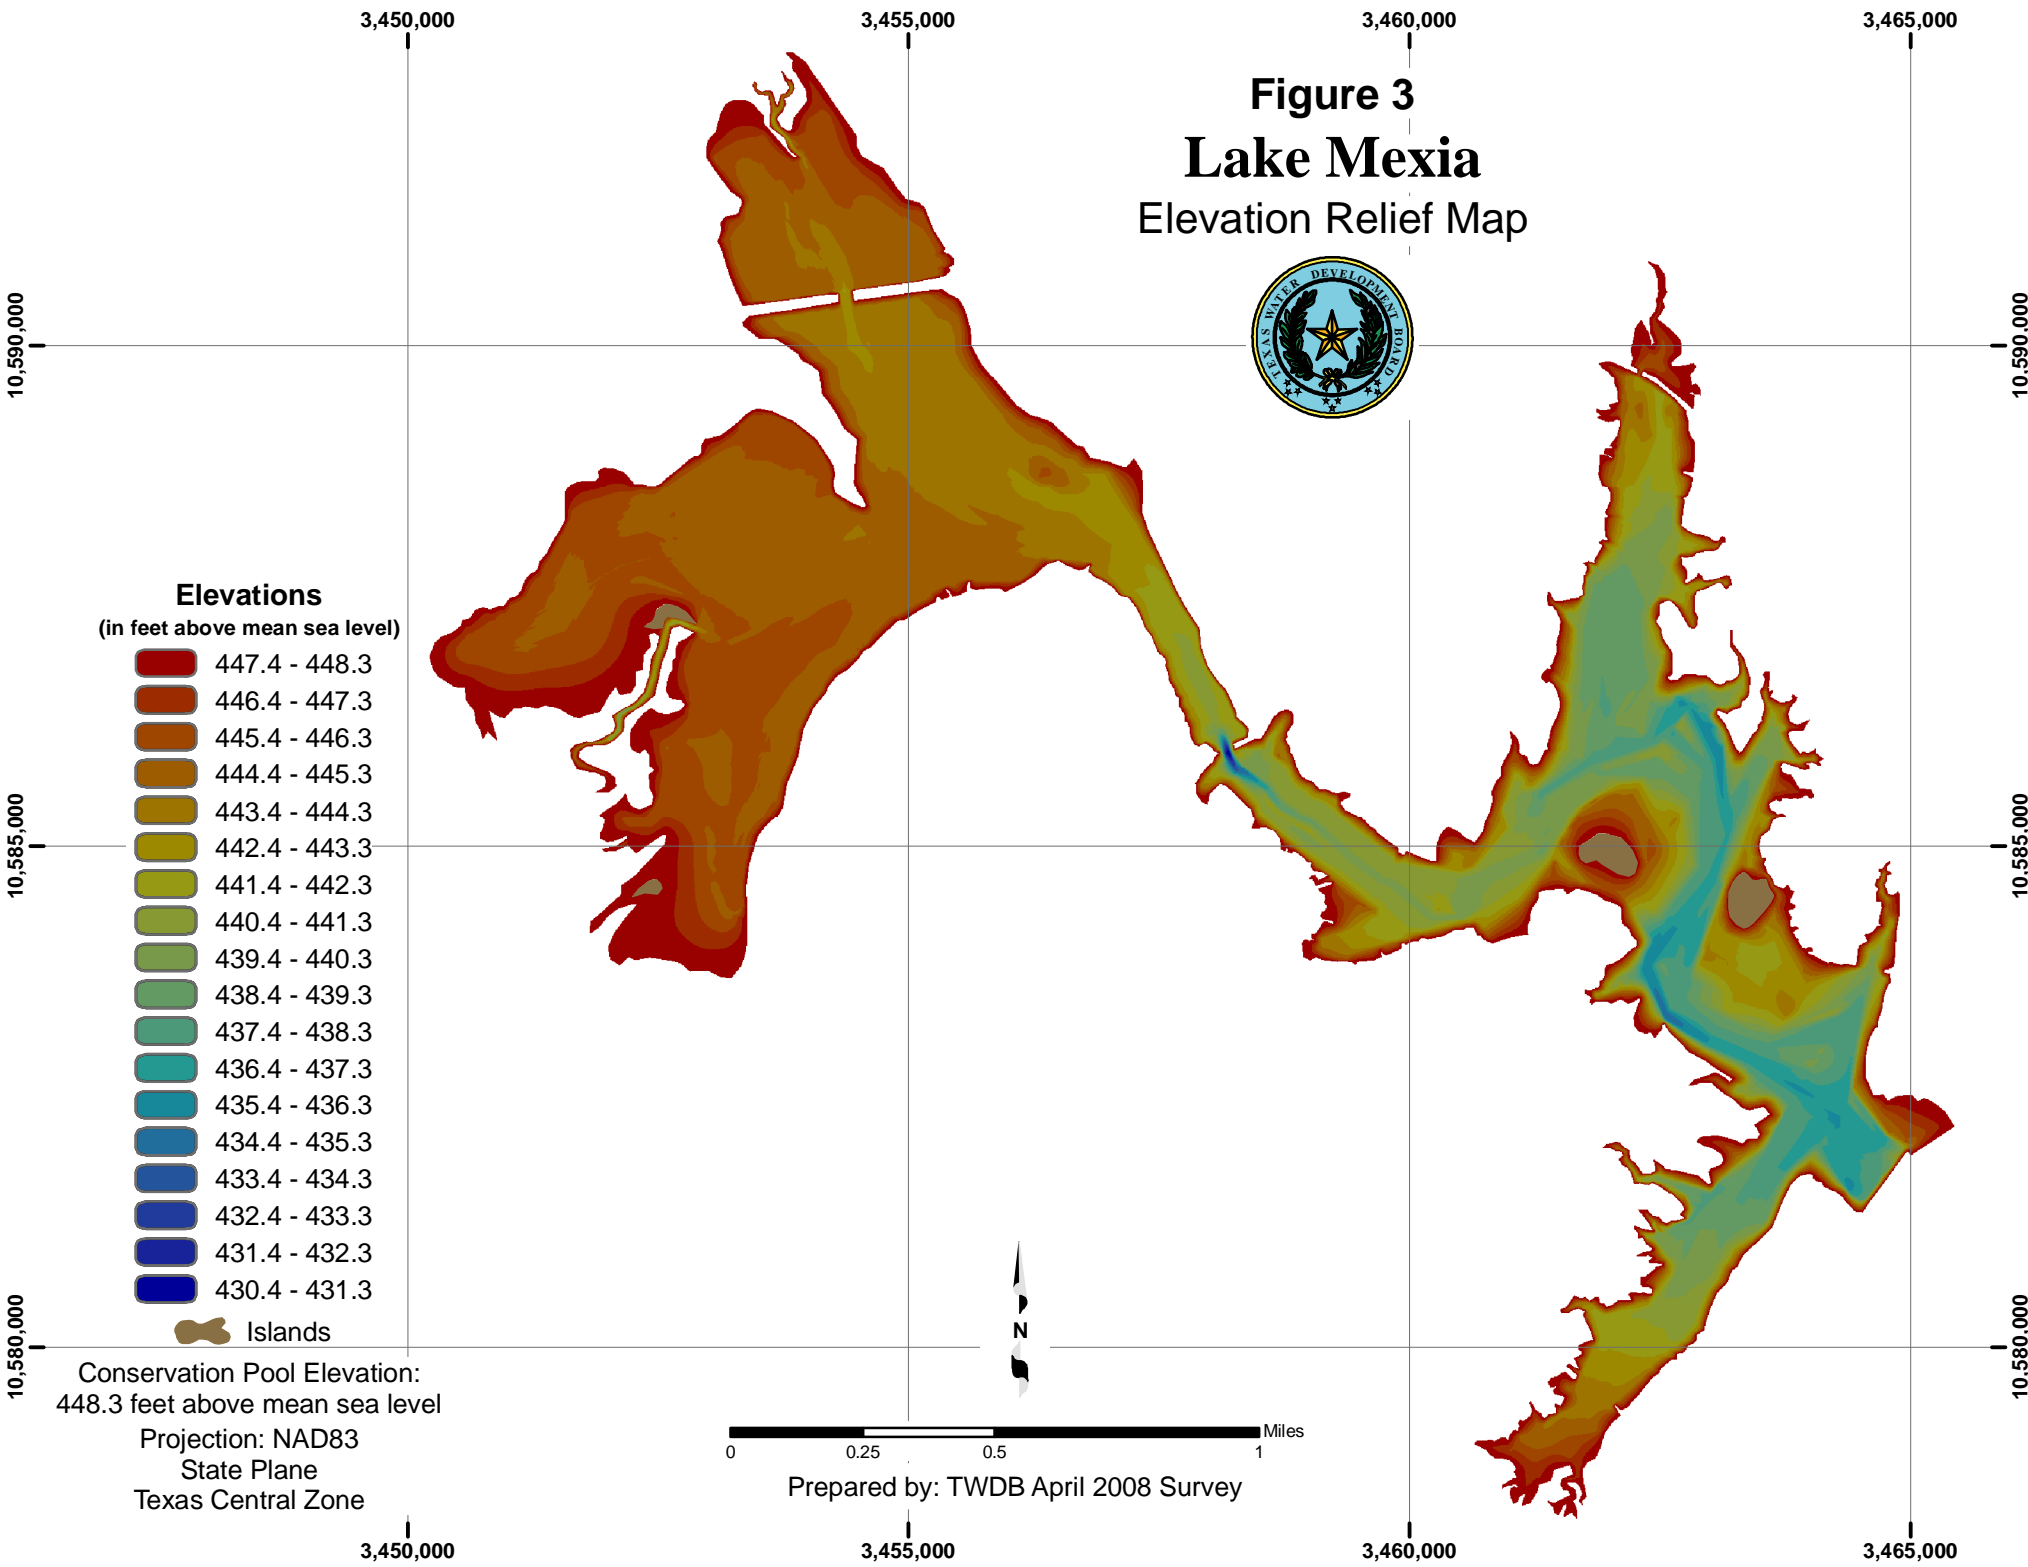 3,450,000
3,455,000
3,460,000
3,465,000
Figure 3
Lake Mexia
Elevation Relief Map
TEXAS WATER DEVELOPMENT BOARD
10,590,000
10,590,000
10,585,000
10,585,000
10,580,000
10,580,000
Elevations
(in feet above mean sea level)
447.4 - 448.3
446.4 - 447.3
445.4 - 446.3
444.4 - 445.3
443.4 - 444.3
442.4 - 443.3
441.4 - 442.3
440.4 - 441.3
439.4 - 440.3
438.4 - 439.3
437.4 - 438.3
436.4 - 437.3
435.4 - 436.3
434.4 - 435.3
433.4 - 434.3
432.4 - 433.3
431.4 - 432.3
430.4 - 431.3
Islands
Conservation Pool Elevation:
448.3 feet above mean sea level
Projection: NAD83
State Plane
Texas Central Zone
N
Miles
0 0.25 0.5 1
Prepared by: TWDB April 2008 Survey
3,450,000
3,455,000
3,460,000
3,465,000